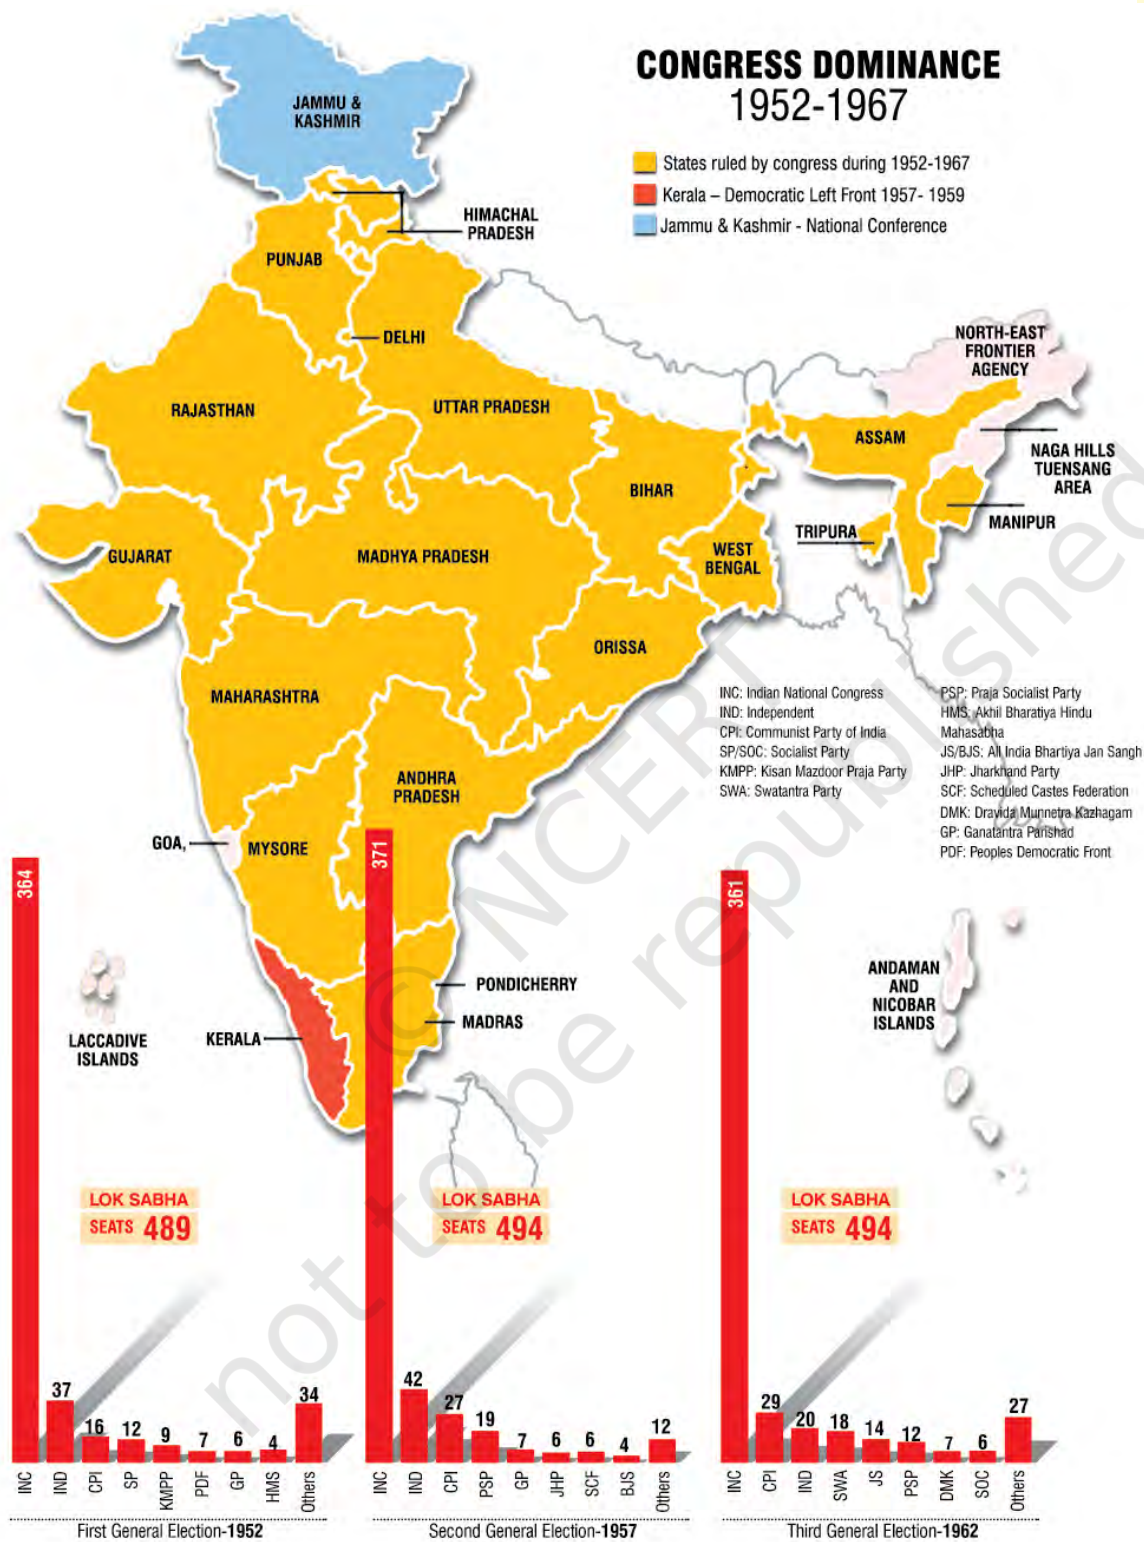 CONGRESS DOMINANCE
1952-1967
States ruled by congress during 1952-1967
Kerala – Democratic Left Front 1957- 1959
Jammu & Kashmir - National Conference
JAMMU &
KASHMIR
HIMACHAL
PRADESH
PUNJAB
DELHI
RAJASTHAN
UTTAR PRADESH
NORTH-EAST
FRONTIER
AGENCY
ASSAM
NAGA HILLS
TUENSANG
AREA
MANIPUR
TRIPURA
BIHAR
WEST
BENGAL
GUJARAT
MADHYA PRADESH
ORISSA
MAHARASHTRA
ANDHRA
PRADESH
GOA,
MYSORE
KERALA
PONDICHERRY
MADRAS
LACCADIVE
ISLANDS
ANDAMAN
AND
NICOBAR
ISLANDS
INC: Indian National Congress
IND: Independent
CPI: Communist Party of India
SP/SOC: Socialist Party
KMPP: Kisan Mazdoor Praja Party
SWA: Swatantra Party
PSP: Praja Socialist Party
HMS: Akhil Bharatiya Hindu
Mahasabha
JS/BJS: All India Bhartiya Jan Sangh
JHP: Jharkhand Party
SCF: Scheduled Castes Federation
DMK: Dravida Munnetra Kazhagam
GP: Ganatantra Parishad
PDF: Peoples Democratic Front
© NCERT
not to be republished
LOK SABHA
SEATS 489
364
37
16
12
9
7
6
4
34
INC
IND
CPI
SP
KMPP
PDF
GP
HMS
Others
First General Election-1952
LOK SABHA
SEATS 494
371
42
27
19
7
6
6
4
12
INC
IND
CPI
PSP
GP
JHP
SCF
BJS
Others
Second General Election-1957
LOK SABHA
SEATS 494
361
29
20
18
14
12
7
6
27
INC
CPI
IND
SWA
JS
PSP
DMK
SOC
Others
Third General Election-1962